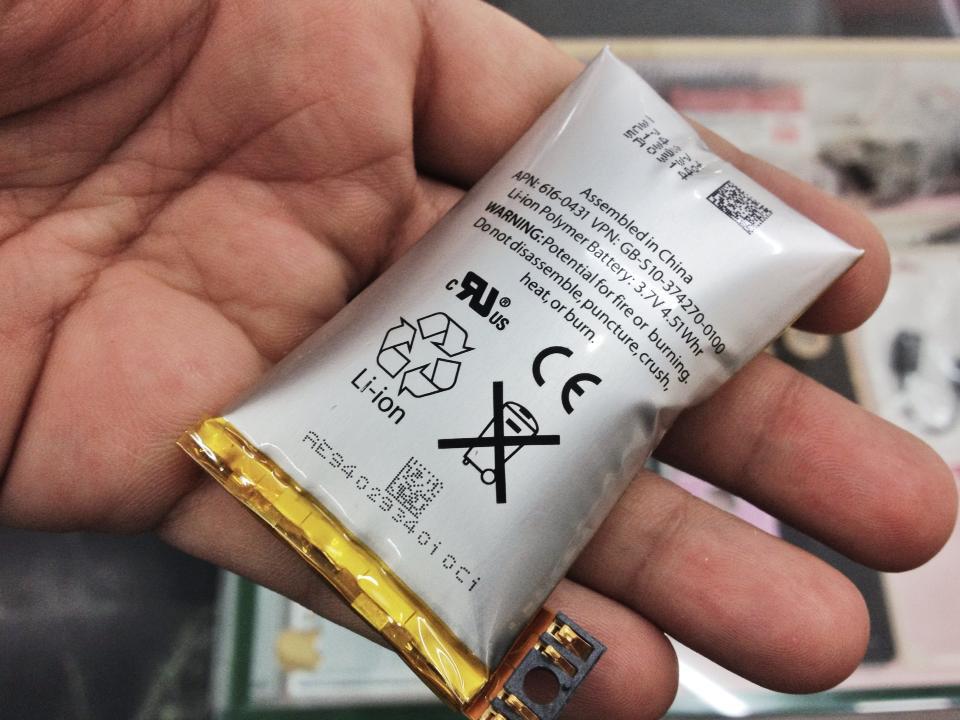 Assembled in China
APN: 616-0431 VPN: GB-S10-374270-0100
Li-ion Polymer Battery: 3.7V 4.51Whr
WARNING: Potential for fire or burning.
Do not disassemble, puncture, crush,
heat, or burn.
c RU ® US
CE
Li-ion